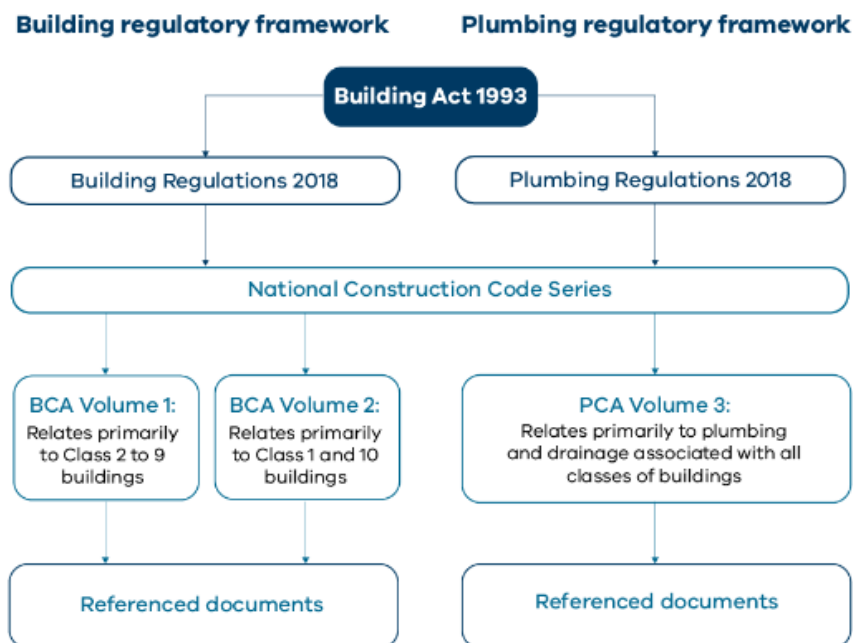 Building regulatory framework
Plumbing regulatory framework
Building Act 1993
Building Regulations 2018
Plumbing Regulations 2018
National Construction Code Series
BCA Volume 1:
Relates primarily
to Class 2 to 9
buildings
BCA Volume 2:
Relates primarily
to Class 1 and 10
buildings
PCA Volume 3:
Relates primarily to plumbing
and drainage associated with all
classes of buildings
Referenced documents
Referenced documents